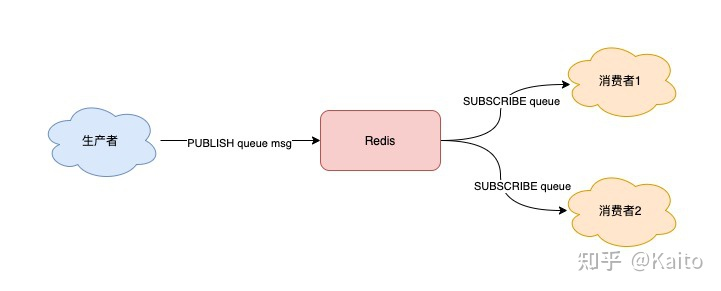 消费者1
SUBSCRIBE queue
生产者
PUBLISH queue msg
Redis
SUBSCRIBE queue
消费者2
知乎 @Kaito